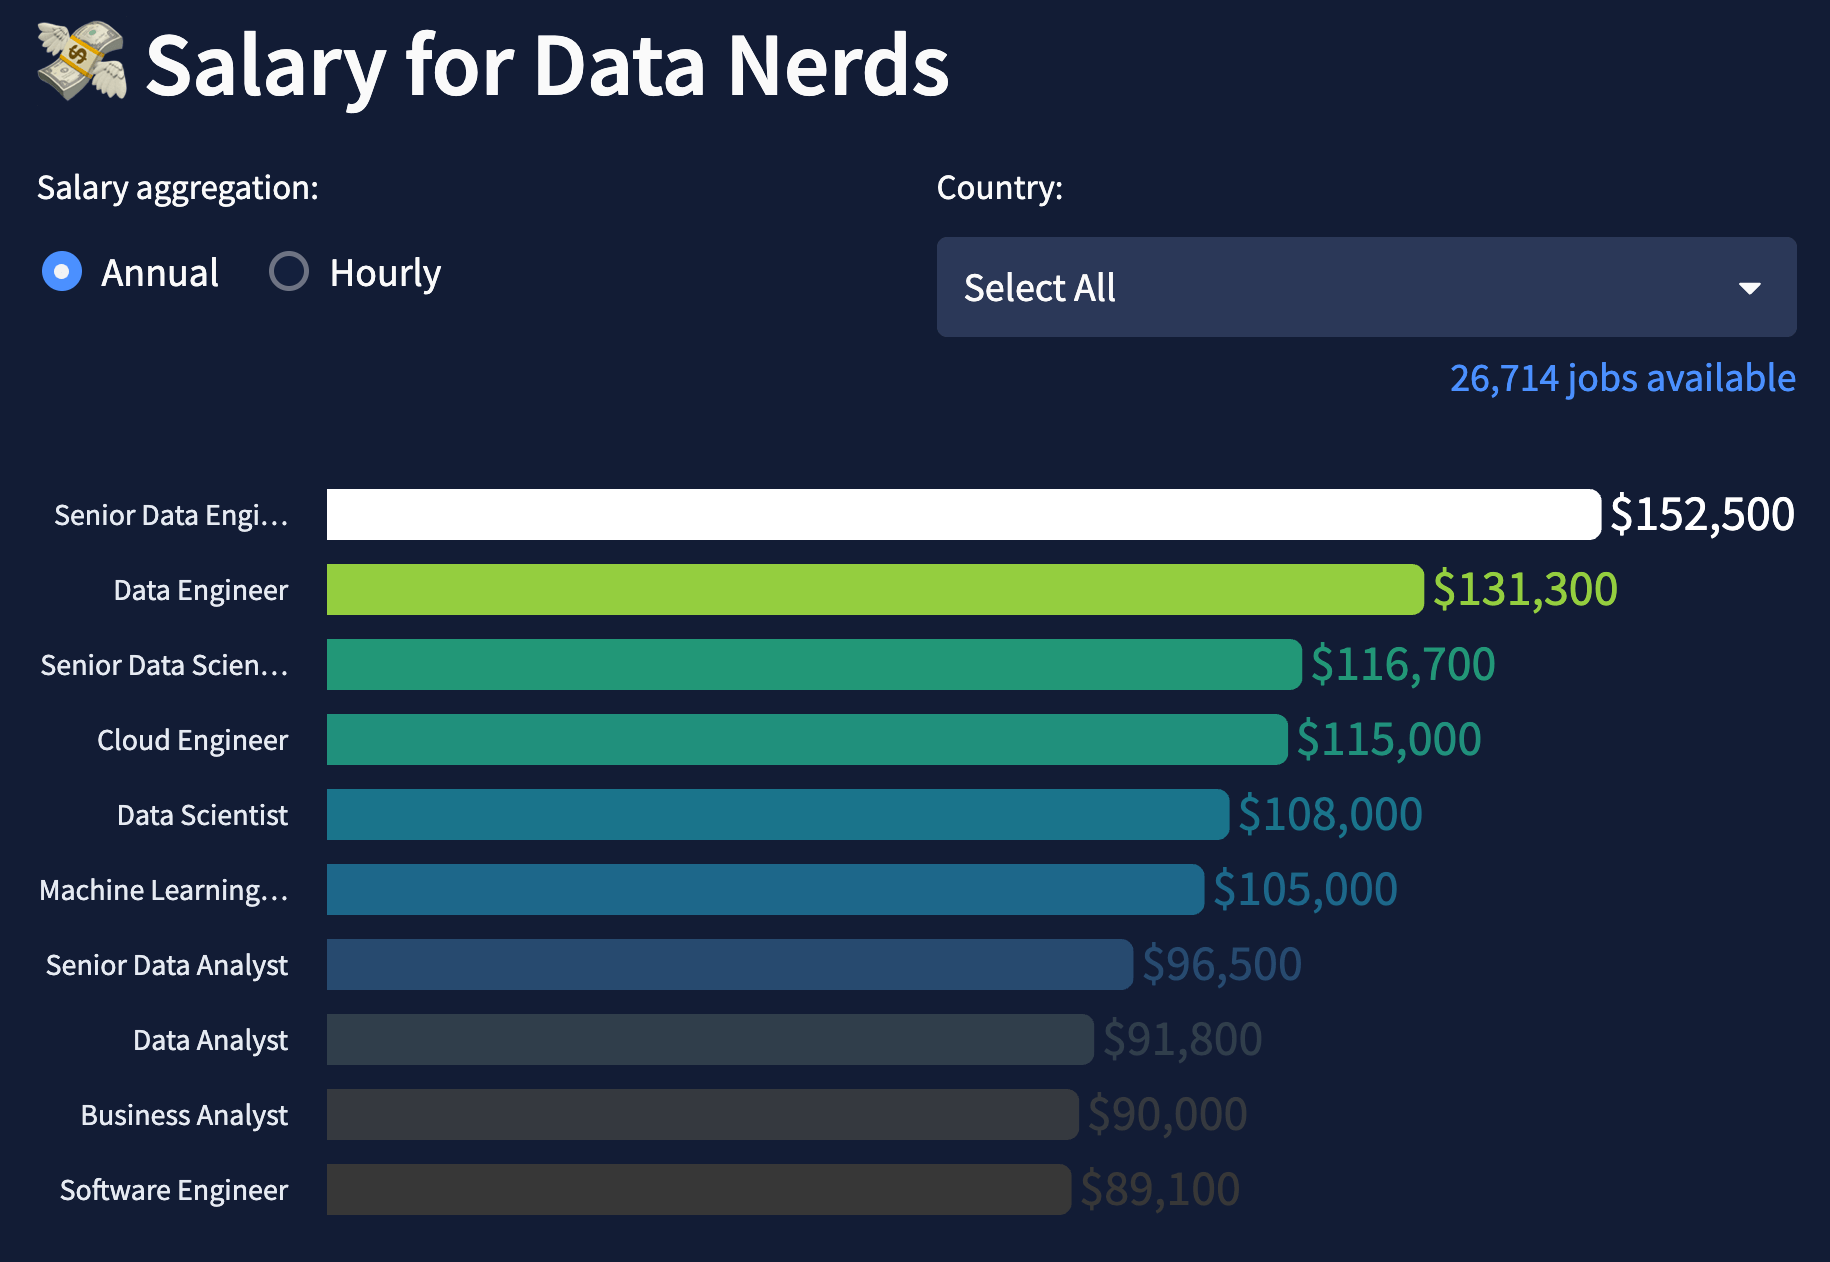 Salary for Data Nerds
Salary aggregation:
Country:
Annual
Hourly
Select All
26,714 jobs available
Senior Data Engi… $152,500
Data Engineer $131,300
Senior Data Scien… $116,700
Cloud Engineer $115,000
Data Scientist $108,000
Machine Learning… $105,000
Senior Data Analyst $96,500
Data Analyst $91,800
Business Analyst $90,000
Software Engineer $89,100